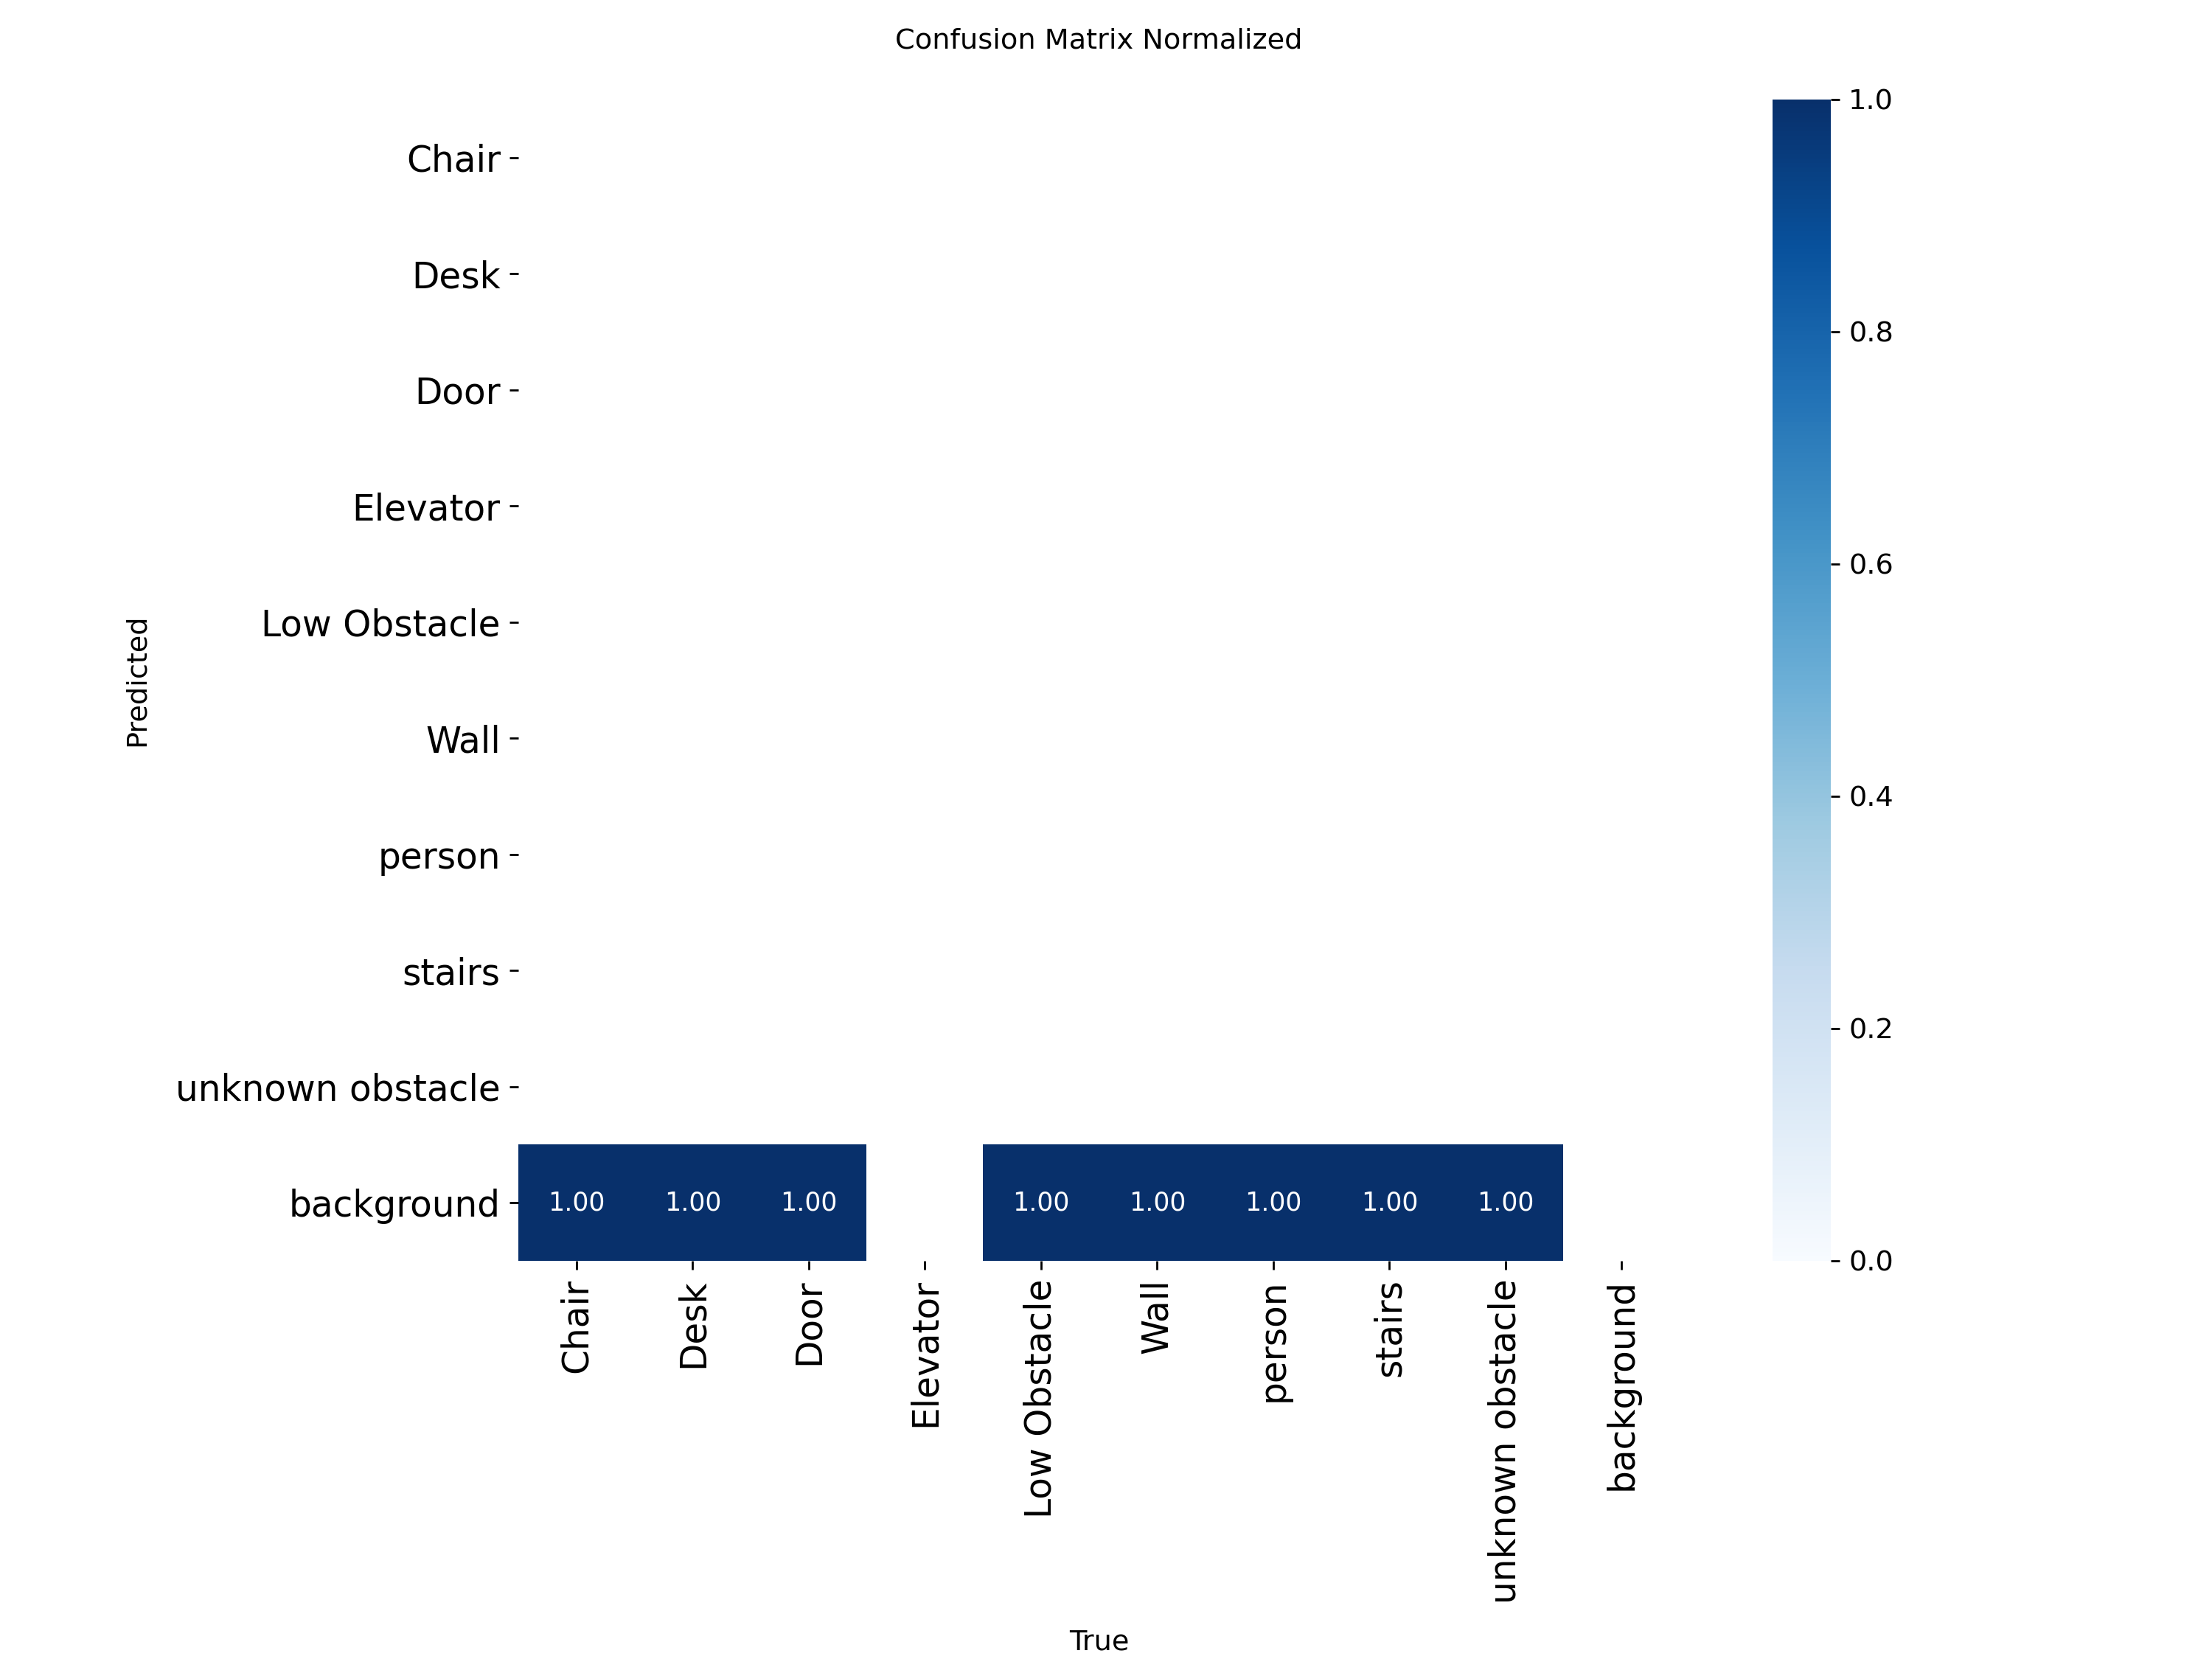 Confusion Matrix Normalized
Predicted
Chair
Desk
Door
Elevator
Low Obstacle
Wall
person
stairs
unknown obstacle
background
1.00 1.00 1.00 1.00 1.00 1.00 1.00 1.00
Chair
Desk
Door
Elevator
Low Obstacle
Wall
person
stairs
unknown obstacle
background
True
1.0
0.8
0.6
0.4
0.2
0.0